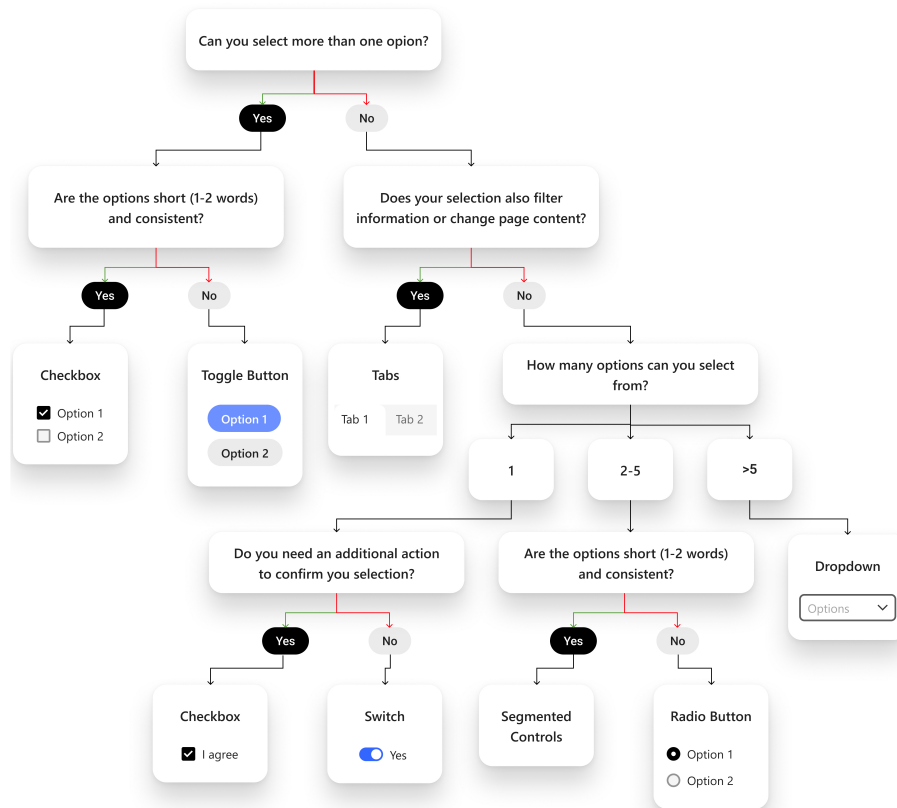 Can you select more than one opion?
Yes
No
Are the options short (1-2 words)
and consistent?
Does your selection also filter
information or change page content?
Yes
No
Yes
No
Checkbox
Option 1
Option 2
Toggle Button
Option 1
Option 2
Tabs
Tab 1
Tab 2
How many options can you select
from?
1
2-5
>5
Do you need an additional action
to confirm you selection?
Are the options short (1-2 words)
and consistent?
Dropdown
Options
Yes
No
Yes
No
Checkbox
I agree
Switch
Yes
Segmented
Controls
Radio Button
Option 1
Option 2